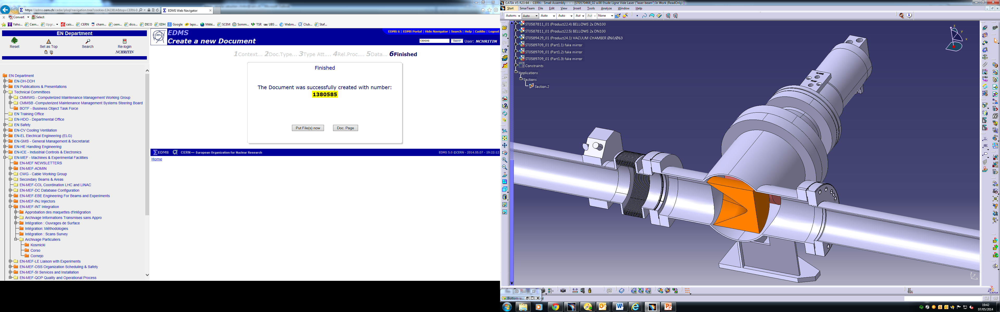 https://edms.cern.ch/cedar/plsql/navigation.tree?cookie=13423814&top=CERN-0
EDMS Web Navigator
Convert
Select
Yaho...
Cern...
Upgr...
cais...
CERN
cham...
cern...
dico...
DICO
EDH
Google
lapo...
Mété...
SCEM
Somm...
TSR
UBS ...
Webm...
Club...
Staf...
EN Department
Reset
Set as Top
Search
Re-login
NCHRITIN
EN Department
EN-DH-DDH
EN Publications & Presentations
Technical Committees
CMMWG - Computerized Maintenance Management Working Group
CMMSB -Computerized Maintenance Management Systems Steering Board
BOTF - Business Object Task Force
EN Training Office
EN-HDO - Departmental Office
EN Safety
EN-CV Cooling Ventilation
EN-EL Electrical Engineering (ELG)
EN-GMS - General Management & Secretariat
EN-HE Handling Engineering
EN-ICE - Industrial Controls & Electronics
EN-MEF - Machines & Experimental Facilities
EN-MEF NEWSLETTERS
EN-MEF-ADMIN
CWG - Cable Working Group
Secondary Beams & Areas
EN-MEF-COL Coordination LHC and LINAC
EN-MEF-DC Database Configuration
EN-MEF-EBE Engineering For Beams and Experiments
EN-MEF-INJ Injectors
EN-MEF-INT Integration
Approbation des maquettes d'Intégration
Archivage Informations Transmises sans Appro
Intégration : Ouvrages de Surface
Intégration: Méthodologies
Intégration : Scans Survey
Archivage Particuliers
Kosmicki
Corso
Cornejo
EN-MEF-LE Liaison with Experiments
EN-MEF-OSS Organization Scheduling & Safety
EN-MEF-SI Services and Installation
EN-MEF-QOP Quality and Operational Process
CERN
EDMS
Create a new Document
EDMS 6 | EDMS Portal | Hide Navigator | Search | Help | Caddie | Logout
1364848
Search
User: NCHRITIN
1Context... 2Doc.Type... 3Type Att.... 4Rel.Proc.... 5Data... 6Finished
Finished
The Document was successfully created with number:
1380585
Put File(s) now
Doc. Page
EDMS
CERN — European Organization for Nuclear Research
EDMS 5.0 ©CERN - 2014.05.07 - 19:22:12
Home
CATIA V5 R23 64 - CERN : Small Assembly - - - [ST0570468_02 a.00 Etude Ligne Vide Laser ("laser beam") In Work (ReadOnly) ]
Start SmarTeam File Edit View Insert Tools Analyze Window Help
Autom.
Auto
Auto
Auto
Aut
Aut
None
ST0587811_01 (Product22.4) BELLOWS 2x DN100
ST0587811_01 (Product22.5) BELLOWS 2x DN100
ST0589429_01 (Product24.1) VACUUM CHAMBER Ø60/Ø63
ST0589709_01 (Part1.1) fake mirror
ST0589709_01 (Part1.2) fake mirror
ST0589709_01 (Part1.3) fake mirror
Constraints
Applications
Sections
Section.2
z
y
x
CLOSE
ABC
z
y
x
(Bottom-u...
CATIA
19:42
07/05/2014